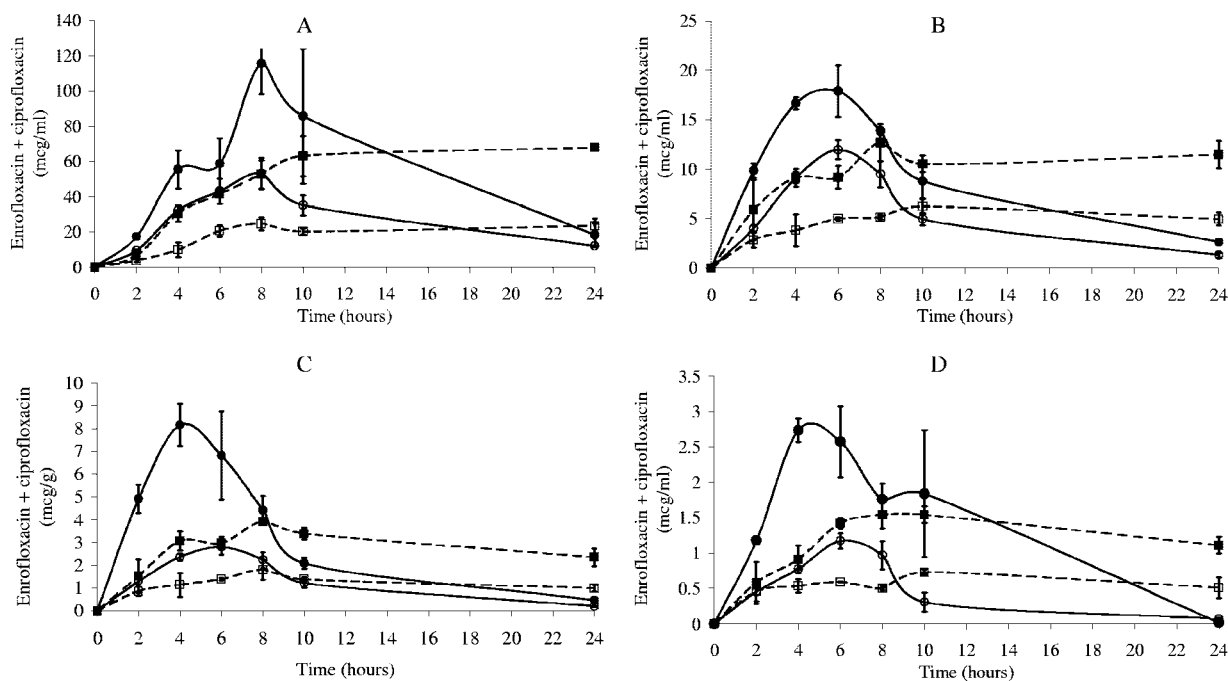 A
Enrofloxacin + ciprofloxacin
(mcg/ml)
140
120
100
80
60
40
20
0
0 2 4 6 8 10 12 14 16 18 20 22 24
Time (hours)
B
Enrofloxacin + ciprofloxacin
(mcg/ml)
25
20
15
10
5
0
0 2 4 6 8 10 12 14 16 18 20 22 24
Time (hours)
C
Enrofloxacin + ciprofloxacin
(mcg/g)
10
9
8
7
6
5
4
3
2
1
0
0 2 4 6 8 10 12 14 16 18 20 22 24
Time (hours)
D
Enrofloxacin + ciprofloxacin
(mcg/ml)
3.5
3
2.5
2
1.5
1
0.5
0
0 2 4 6 8 10 12 14 16 18 20 22 24
Time (hours)